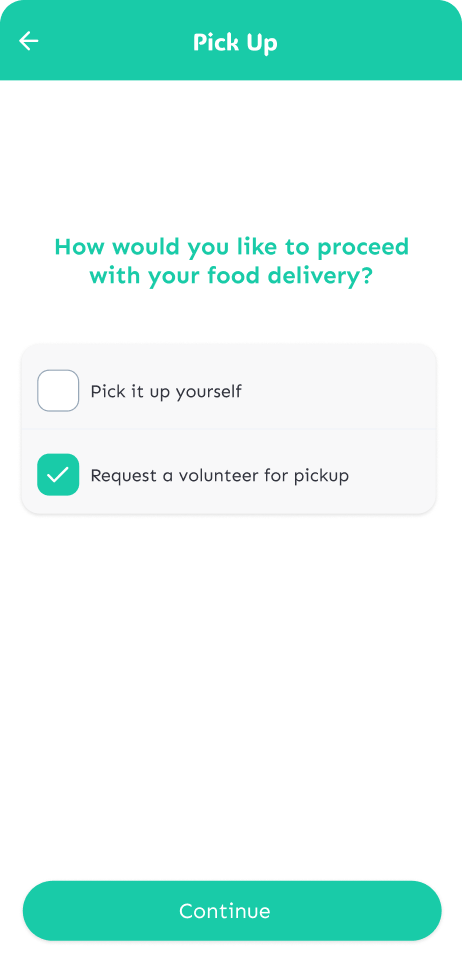 Pick Up
How would you like to proceed
with your food delivery?
Pick it up yourself
Request a volunteer for pickup
Continue